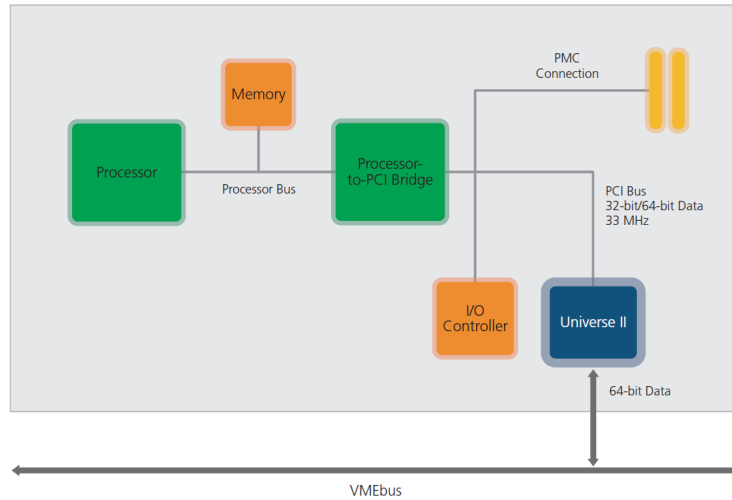 PMC
Connection
Memory
Processor
Processor-
to-PCI Bridge
Processor Bus
PCI Bus
32-bit/64-bit Data
33 MHz
I/O
Controller
Universe II
64-bit Data
VMEbus